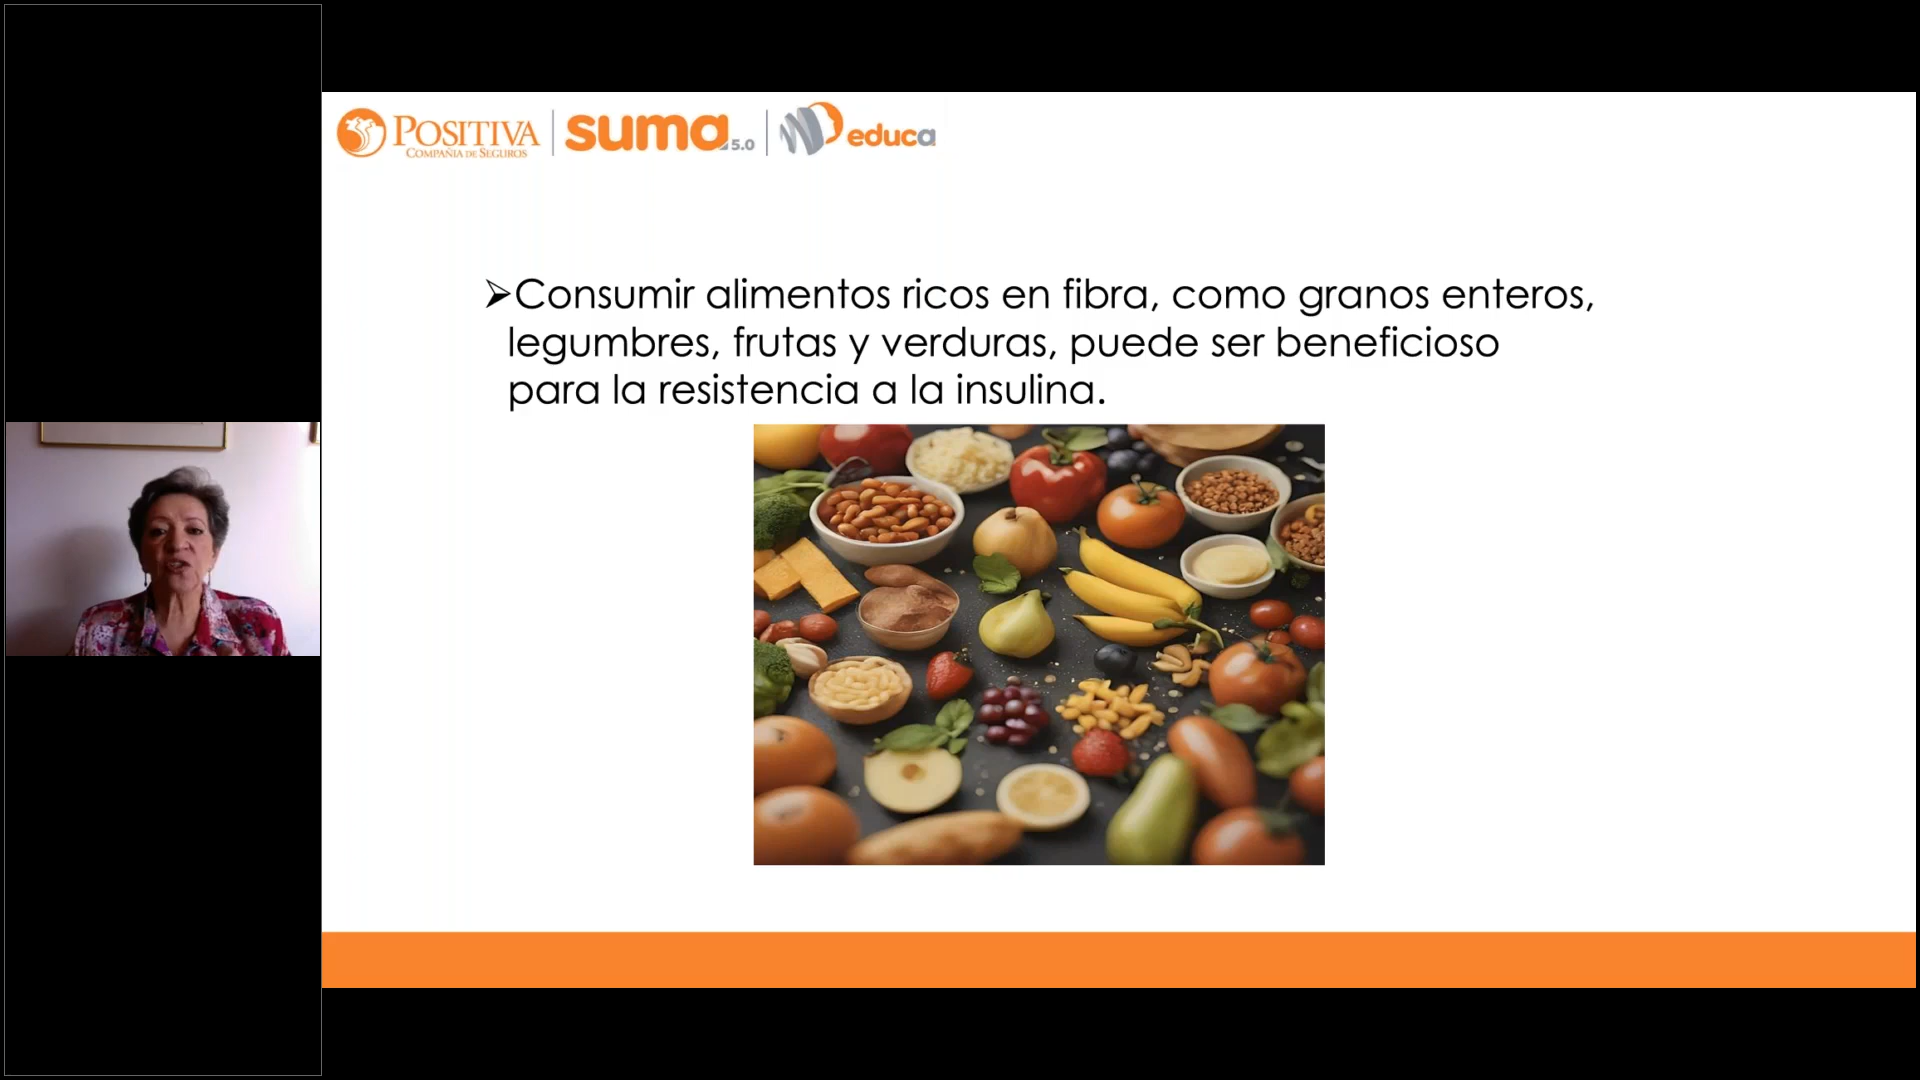 POSITIVA
COMPAÑIA DE SEGUROS
suma 5.0
educa
➢Consumir alimentos ricos en fibra, como granos enteros,
legumbres, frutas y verduras, puede ser beneficioso
para la resistencia a la insulina.